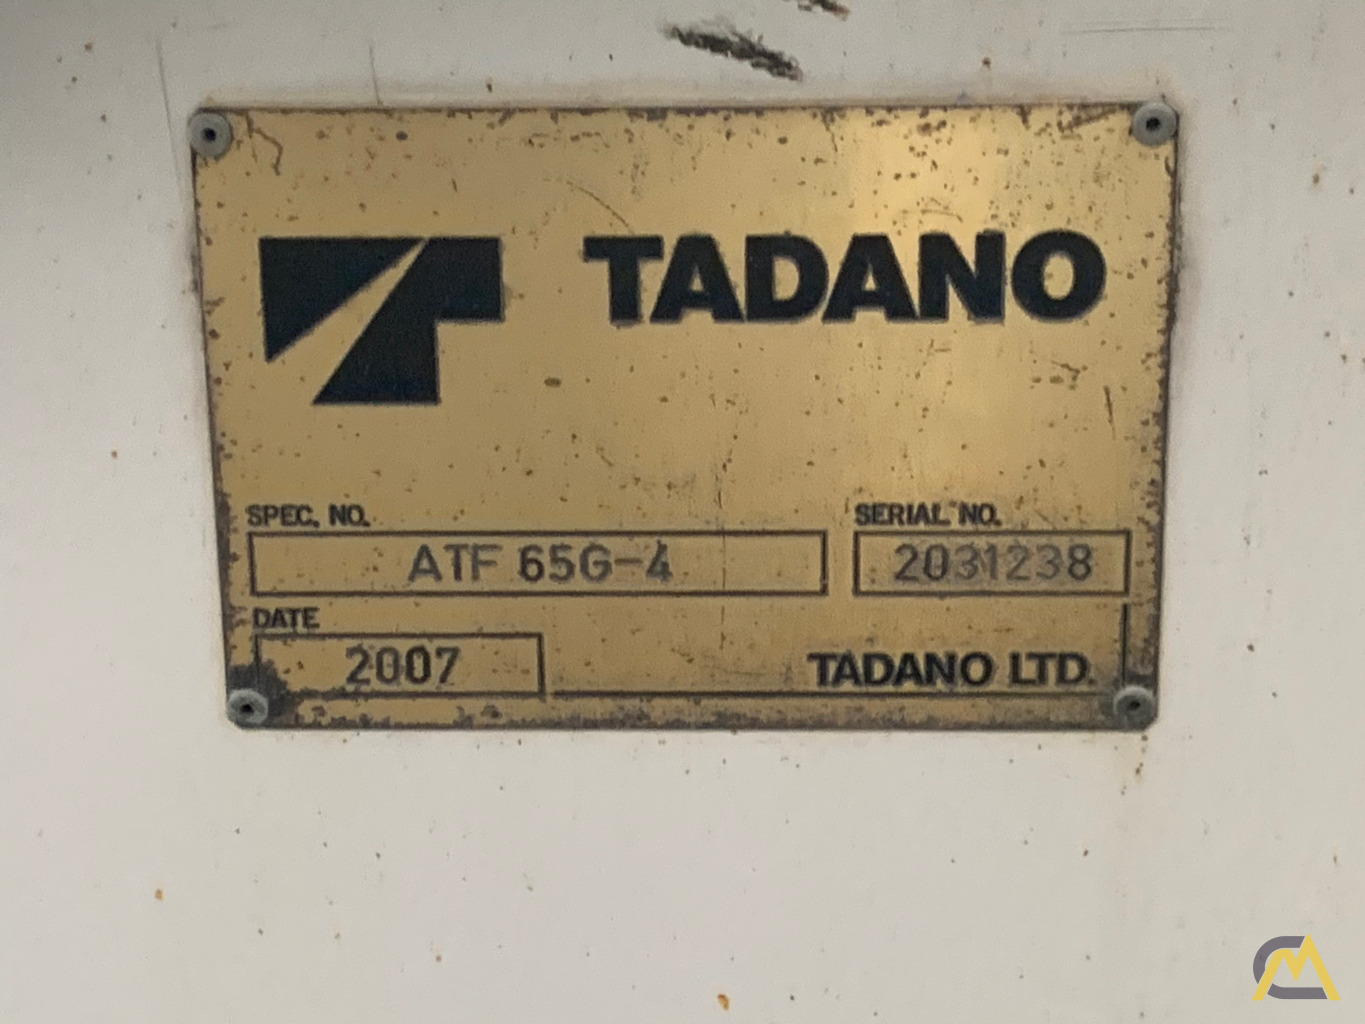 TADANO
SPEC. NO.
SERIAL NO.
ATF 65G-4
2031238
DATE
2007
TADANO LTD.